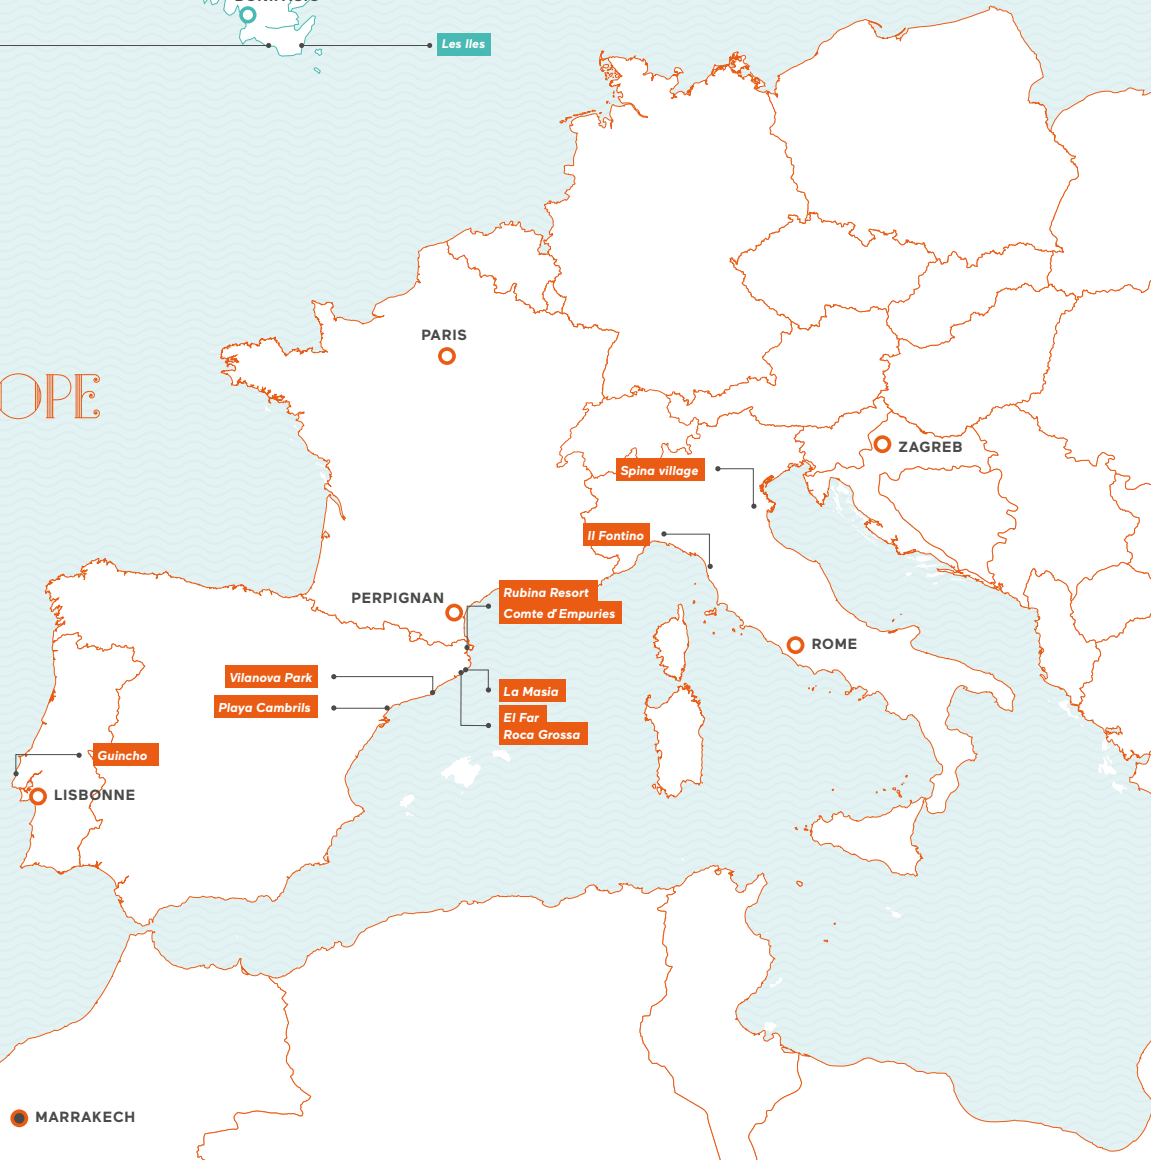 Les Iles
PARIS
OPE
ZAGREB
Spina village
Il Fontino
Rubina Resort
PERPIGNAN
Comte d'Empuries
ROME
Vilanova Park
La Masia
Playa Cambrils
El Far
Roca Grossa
Guincho
LISBONNE
MARRAKECH